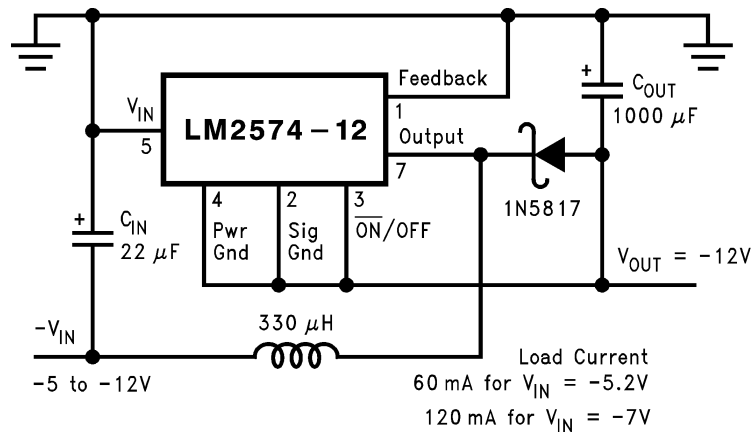 Feedback
1
+
C_OUT
1000 μF
V_IN
5
LM2574-12
Output
7
1N5817
4
Pwr
Gnd
2
Sig
Gnd
3
O̅N̅/OFF
+
C_IN
22 μF
V_OUT = -12V
-V_IN
-5 to -12V
330 μH
Load Current
60 mA for V_IN = -5.2V
120 mA for V_IN = -7V